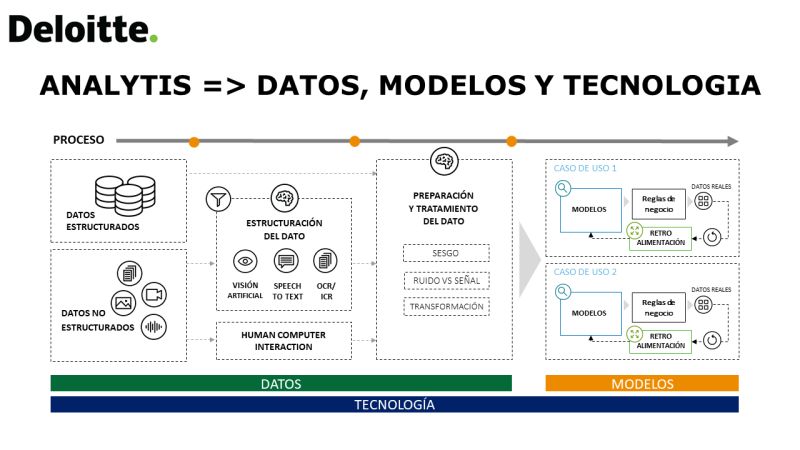 Deloitte.
ANALYTIS => DATOS, MODELOS Y TECNOLOGIA
PROCESO
DATOS
ESTRUCTURADOS
DATOS NO
ESTRUCTURADOS
ESTRUCTURACIÓN
DEL DATO
VISIÓN
ARTIFICIAL
SPEECH
TO TEXT
OCR/
ICR
HUMAN COMPUTER
INTERACTION
PREPARACIÓN
Y TRATAMIENTO
DEL DATO
SESGO
RUIDO VS SEÑAL
TRANSFORMACIÓN
CASO DE USO 1
MODELOS
Reglas de
negocio
DATOS REALES
RETRO
ALIMENTACIÓN
CASO DE USO 2
MODELOS
Reglas de
negocio
DATOS REALES
RETRO
ALIMENTACIÓN
DATOS
MODELOS
TECNOLOGÍA